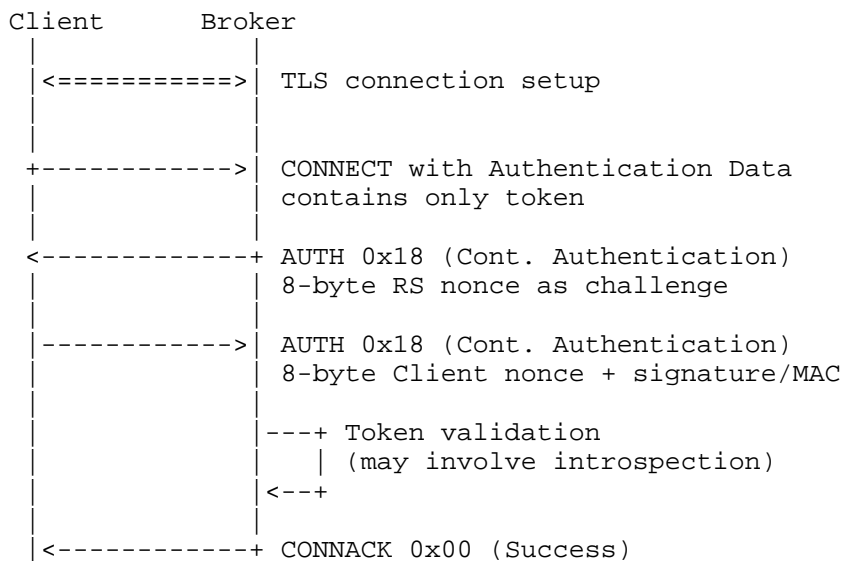 Client Broker
TLS connection setup
CONNECT with Authentication Data
contains only token
AUTH 0x18 (Cont. Authentication)
8-byte RS nonce as challenge
AUTH 0x18 (Cont. Authentication)
8-byte Client nonce + signature/MAC
Token validation
(may involve introspection)
CONNACK 0x00 (Success)